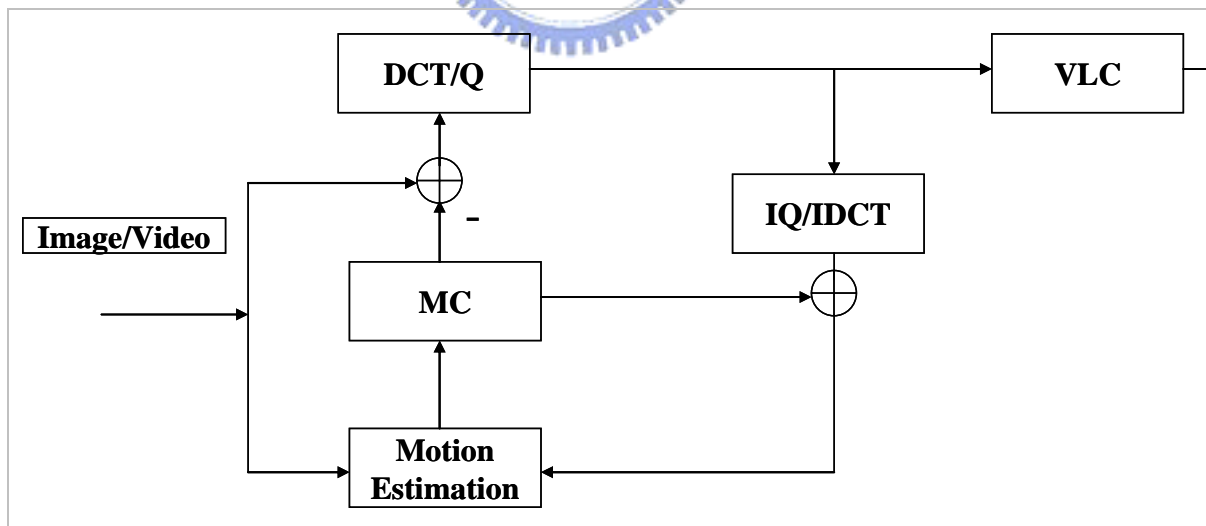 DCT/Q
VLC
IQ/IDCT
Image/Video
-
MC
Motion
Estimation